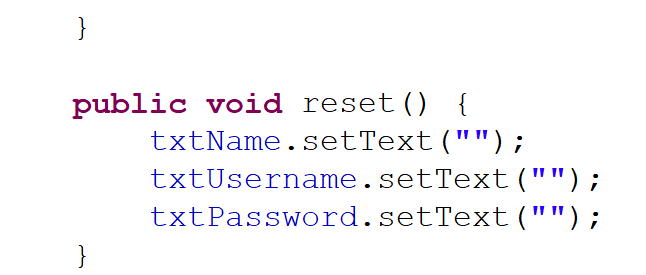 }
public void reset() {
    txtName.setText("");
    txtUsername.setText("");
    txtPassword.setText("");
}